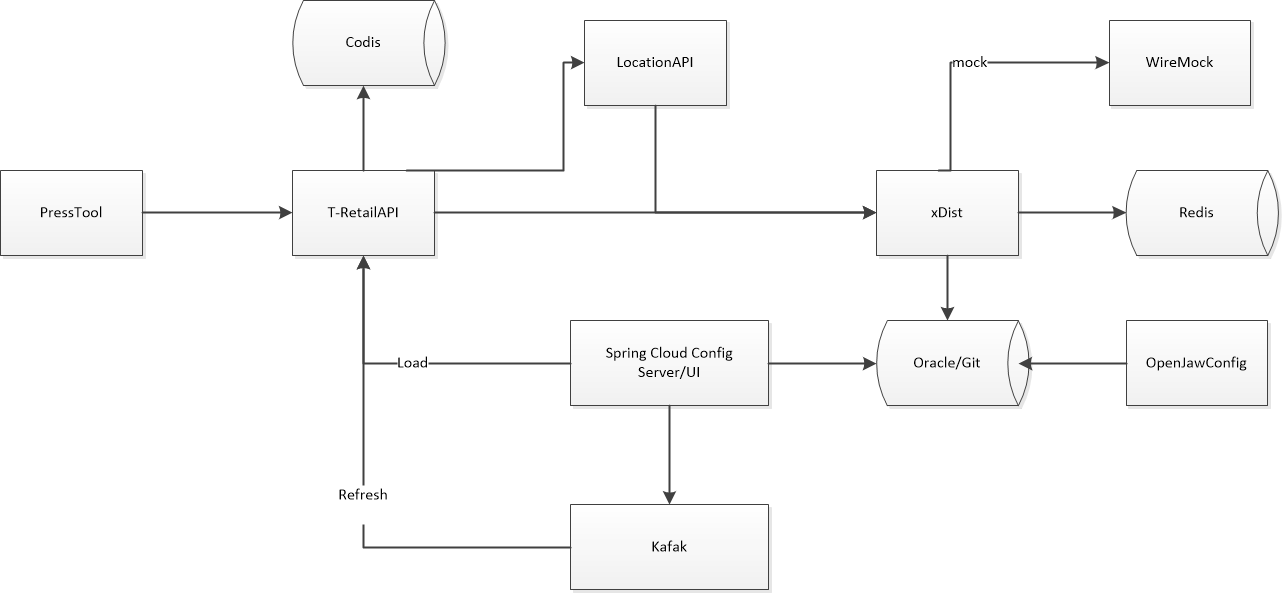 Codis
LocationAPI
mock
WireMock
PressTool
T-RetailAPI
xDist
Redis
Load
Spring Cloud Config
Server/UI
Oracle/Git
OpenJawConfig
Refresh
Kafak